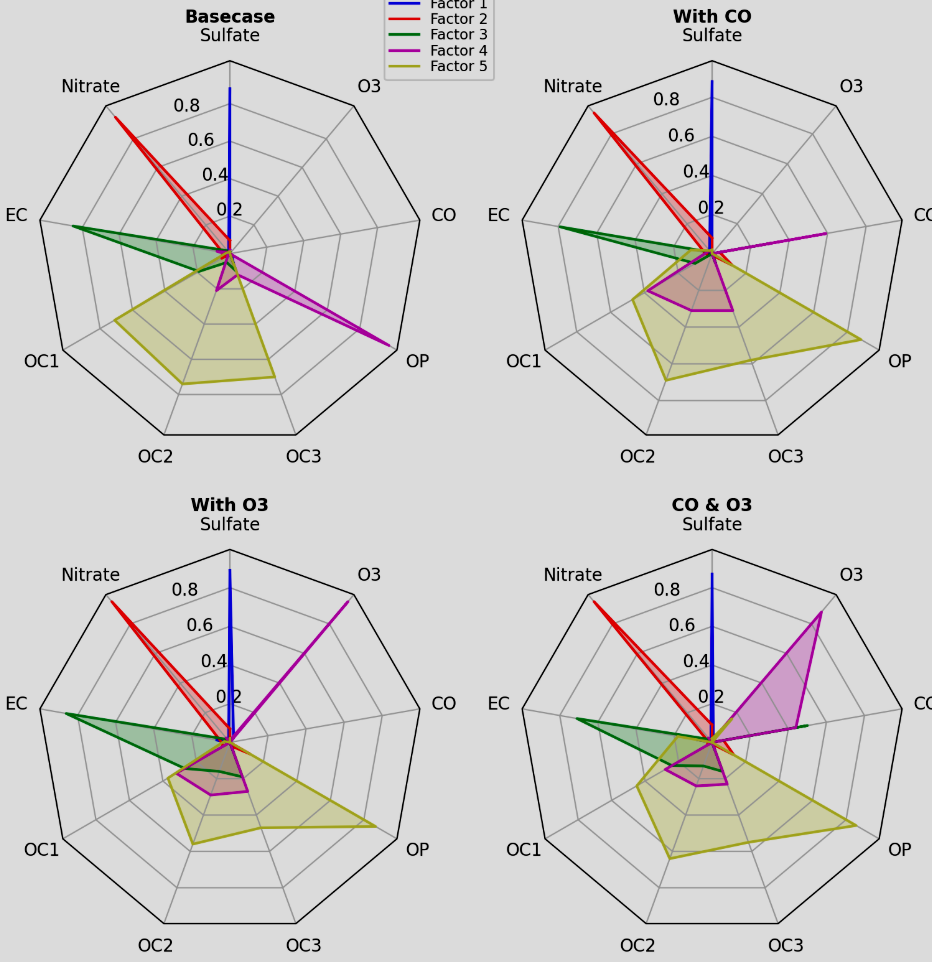 Factor 1
Factor 2
Factor 3
Factor 4
Factor 5
Basecase
Sulfate
Nitrate
O3
EC
CO
OC1
OP
OC2
OC3
0.8
0.6
0.4
0.2
With CO
Sulfate
Nitrate
O3
EC
CO
OC1
OP
OC2
OC3
0.8
0.6
0.4
0.2
With O3
Sulfate
Nitrate
O3
EC
CO
OC1
OP
OC2
OC3
0.8
0.6
0.4
0.2
CO & O3
Sulfate
Nitrate
O3
EC
CO
OC1
OP
OC2
OC3
0.8
0.6
0.4
0.2